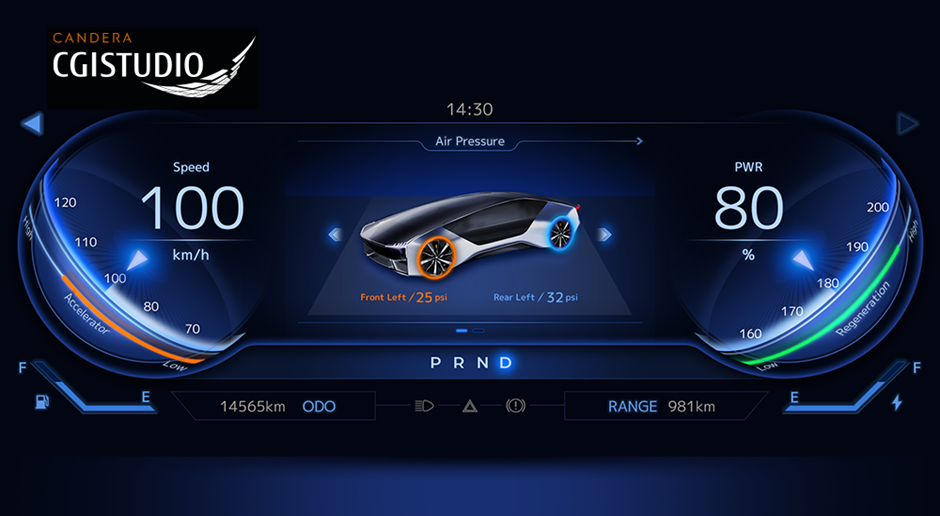 CANDERA
CGISTUDIO
14:30
Air Pressure
Speed
100
km/h
120
110
100
80
70
High
Accelerator
Low
Front Left / 25 psi
Rear Left / 32 psi
PWR
80
%
200
190
180
170
160
High
Regeneration
Low
P R N D
F
E
14565km ODO
RANGE 981km
E
F